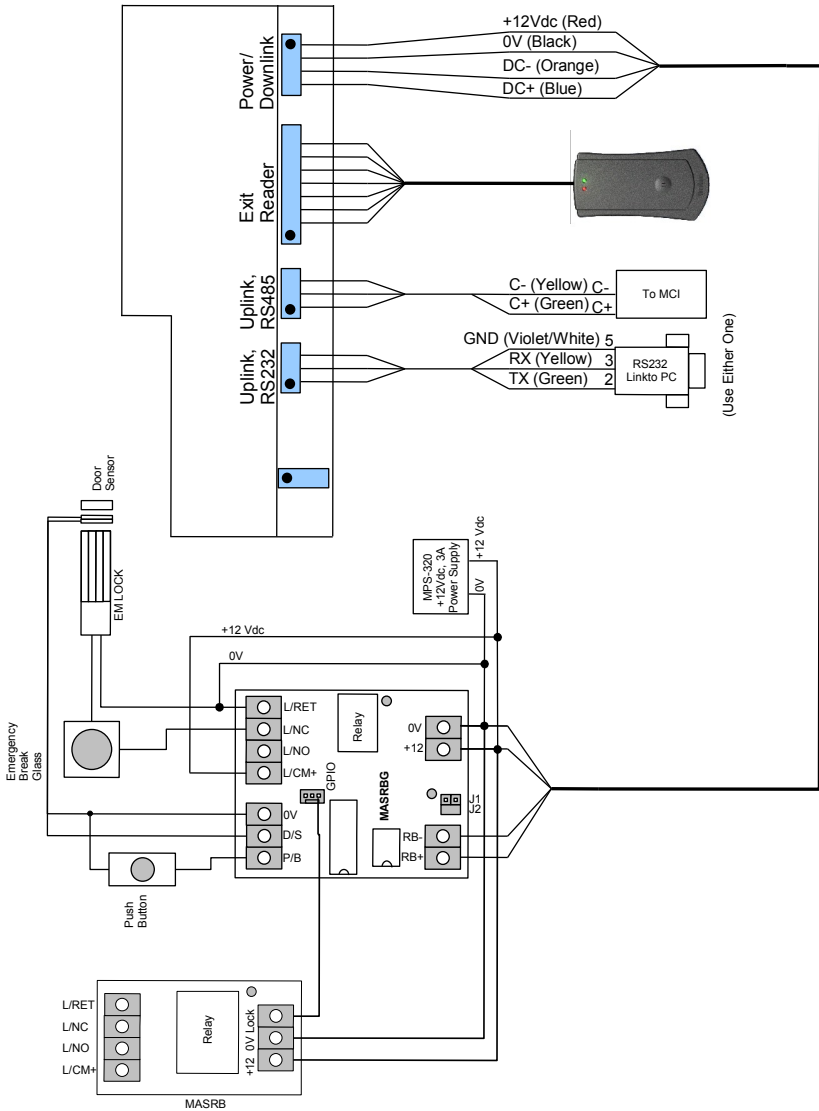 +12Vdc (Red)
0V (Black)
DC- (Orange)
DC+ (Blue)
Power/
Downlink
Exit
Reader
Uplink,
RS485
C- (Yellow) C-
C+ (Green) C+
To MCI
Uplink,
RS232
GND (Violet/White) 5
RX (Yellow) 3
TX (Green) 2
RS232
Linkto PC
(Use Either One)
Door
Sensor
EM LOCK
MPS-320
+12Vdc, 3A
Power Supply
0V
+12 Vdc
+12 Vdc
0V
Emergency
Break
Glass
L/RET
L/NC
L/NO
L/CM+
Relay
0V
+12
GPIO
MASRBG
J1
J2
0V
D/S
P/B
RB-
RB+
Push
Button
L/RET
L/NC
L/NO
L/CM+
Relay
Lock
0V
+12
MASRB